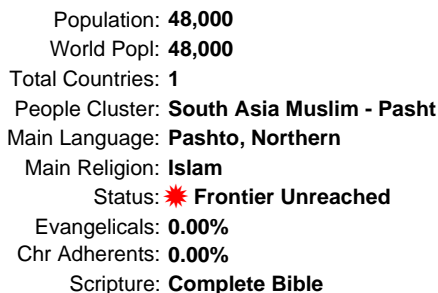 Population: 48,000
World Popl: 48,000
Total Countries: 1
People Cluster: South Asia Muslim - Pasht
Main Language: Pashto, Northern
Main Religion: Islam
Status: Frontier Unreached
Evangelicals: 0.00%
Chr Adherents: 0.00%
Scripture: Complete Bible